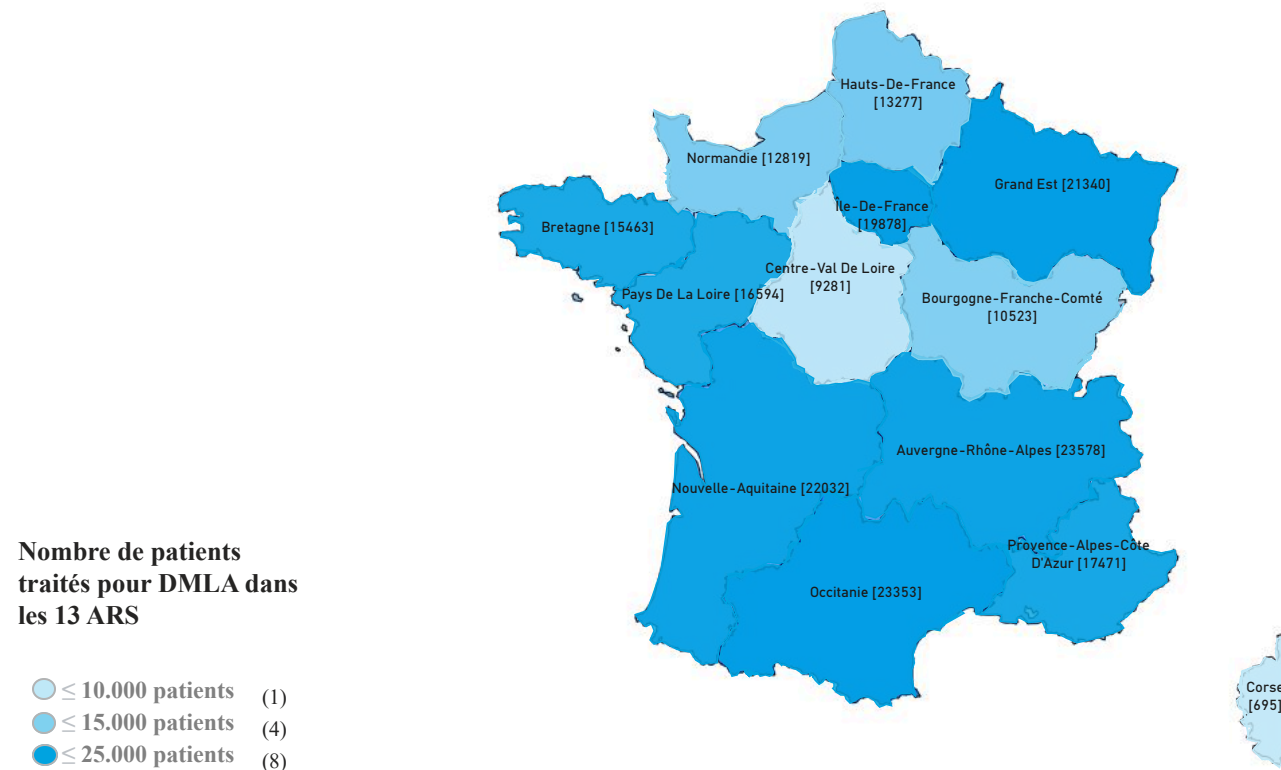 Hauts-De-France
[13277]
Normandie [12819]
Grand Est [21340]
Île-De-France
[19878]
Bretagne [15463]
Centre-Val De Loire
[9281]
Pays De La Loire [16594]
Bourgogne-Franche-Comté
[10523]
Auvergne-Rhône-Alpes [23578]
Nouvelle-Aquitaine [22032]
Provence-Alpes-Côte
D'Azur [17471]
Occitanie [23353]
Corse
[695]
Nombre de patients
traités pour DMLA dans
les 13 ARS
≤ 10.000 patients (1)
≤ 15.000 patients (4)
≤ 25.000 patients (8)